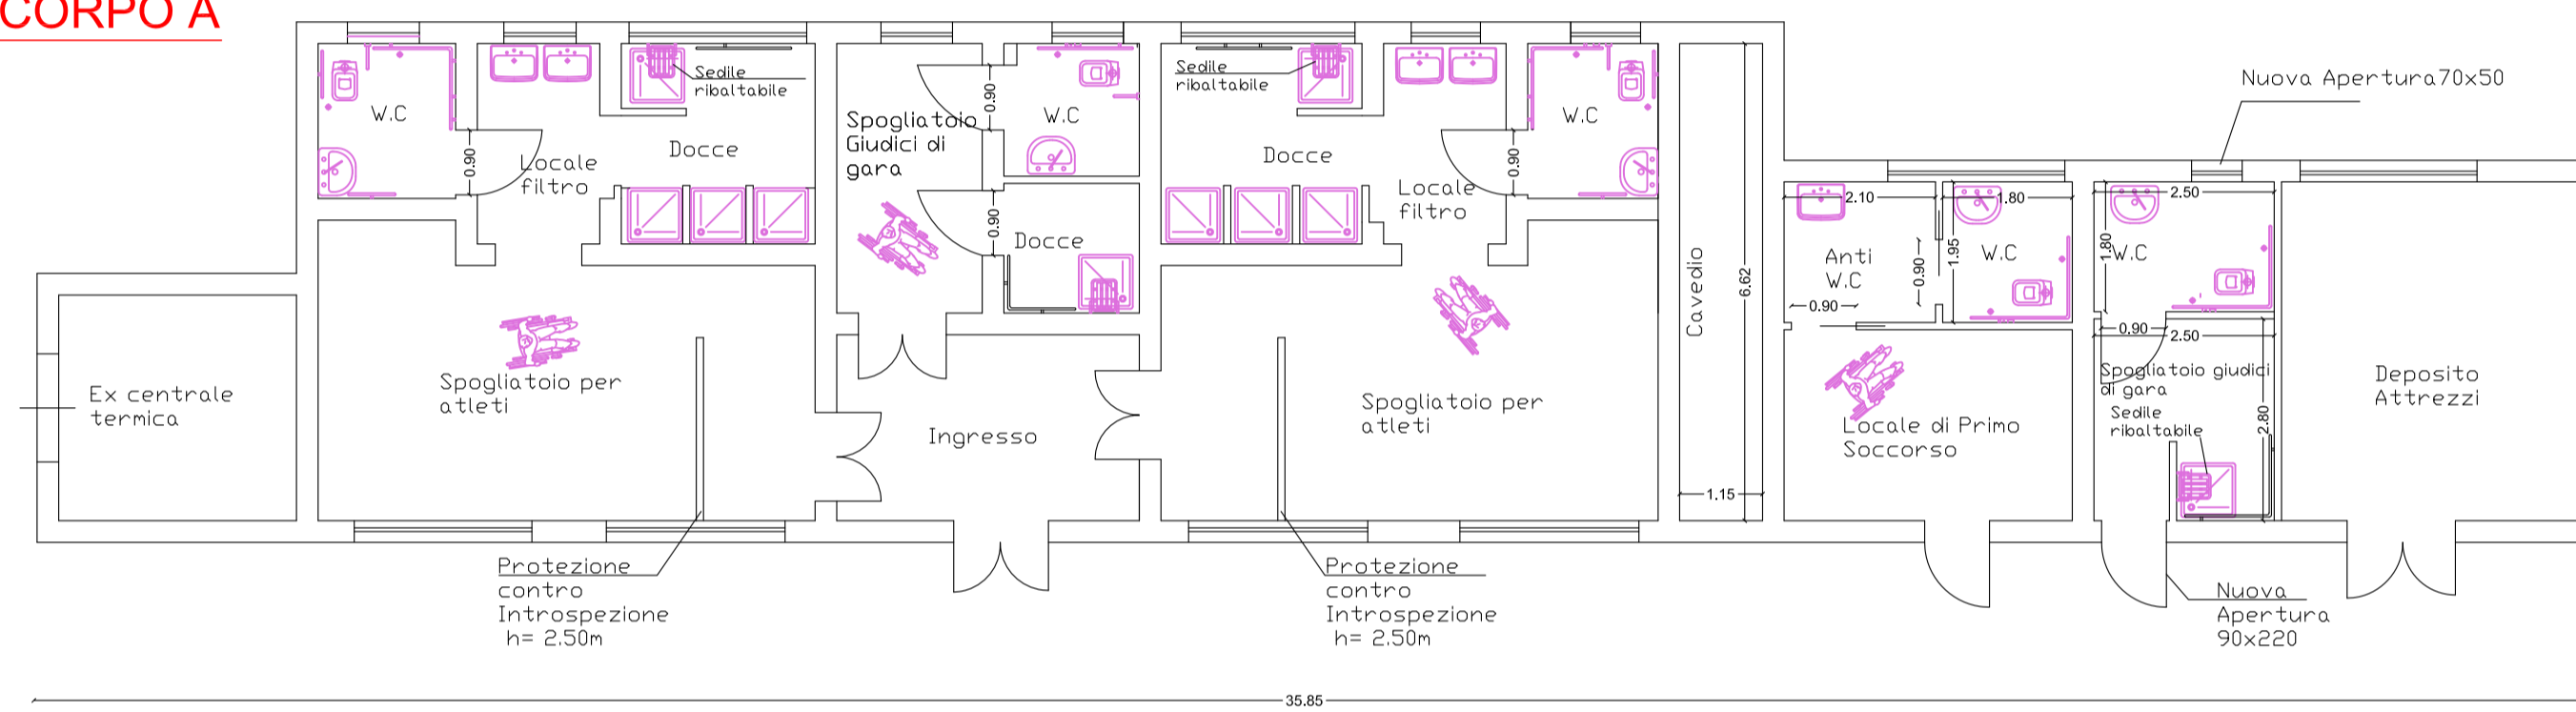 CORPO A
Nuova Apertura70x50
Sedile
ribaltabile
W.C
0.90
Locale
filtro
Docce
Spogliatoio
Giudici di
gara
0.90
W.C
0.90
Docce
Sedile
ribaltabile
Docce
Locale
filtro
0.90
W.C
Cavedio
6.62
1.15
2.10
Anti
W.C
0.90
0.90
1.95
1.80
W.C
2.50
1.80
W.C
0.90
2.50
Spogliatoio giudici
di gara
Sedile
ribaltabile
2.80
Deposito
Attrezzi
Ex centrale
termica
Spogliatoio per
atleti
Ingresso
Spogliatoio per
atleti
Locale di Primo
Soccorso
Protezione
contro
Introspezione
h= 2.50m
Protezione
contro
Introspezione
h= 2.50m
Nuova
Apertura
90x220
35.85